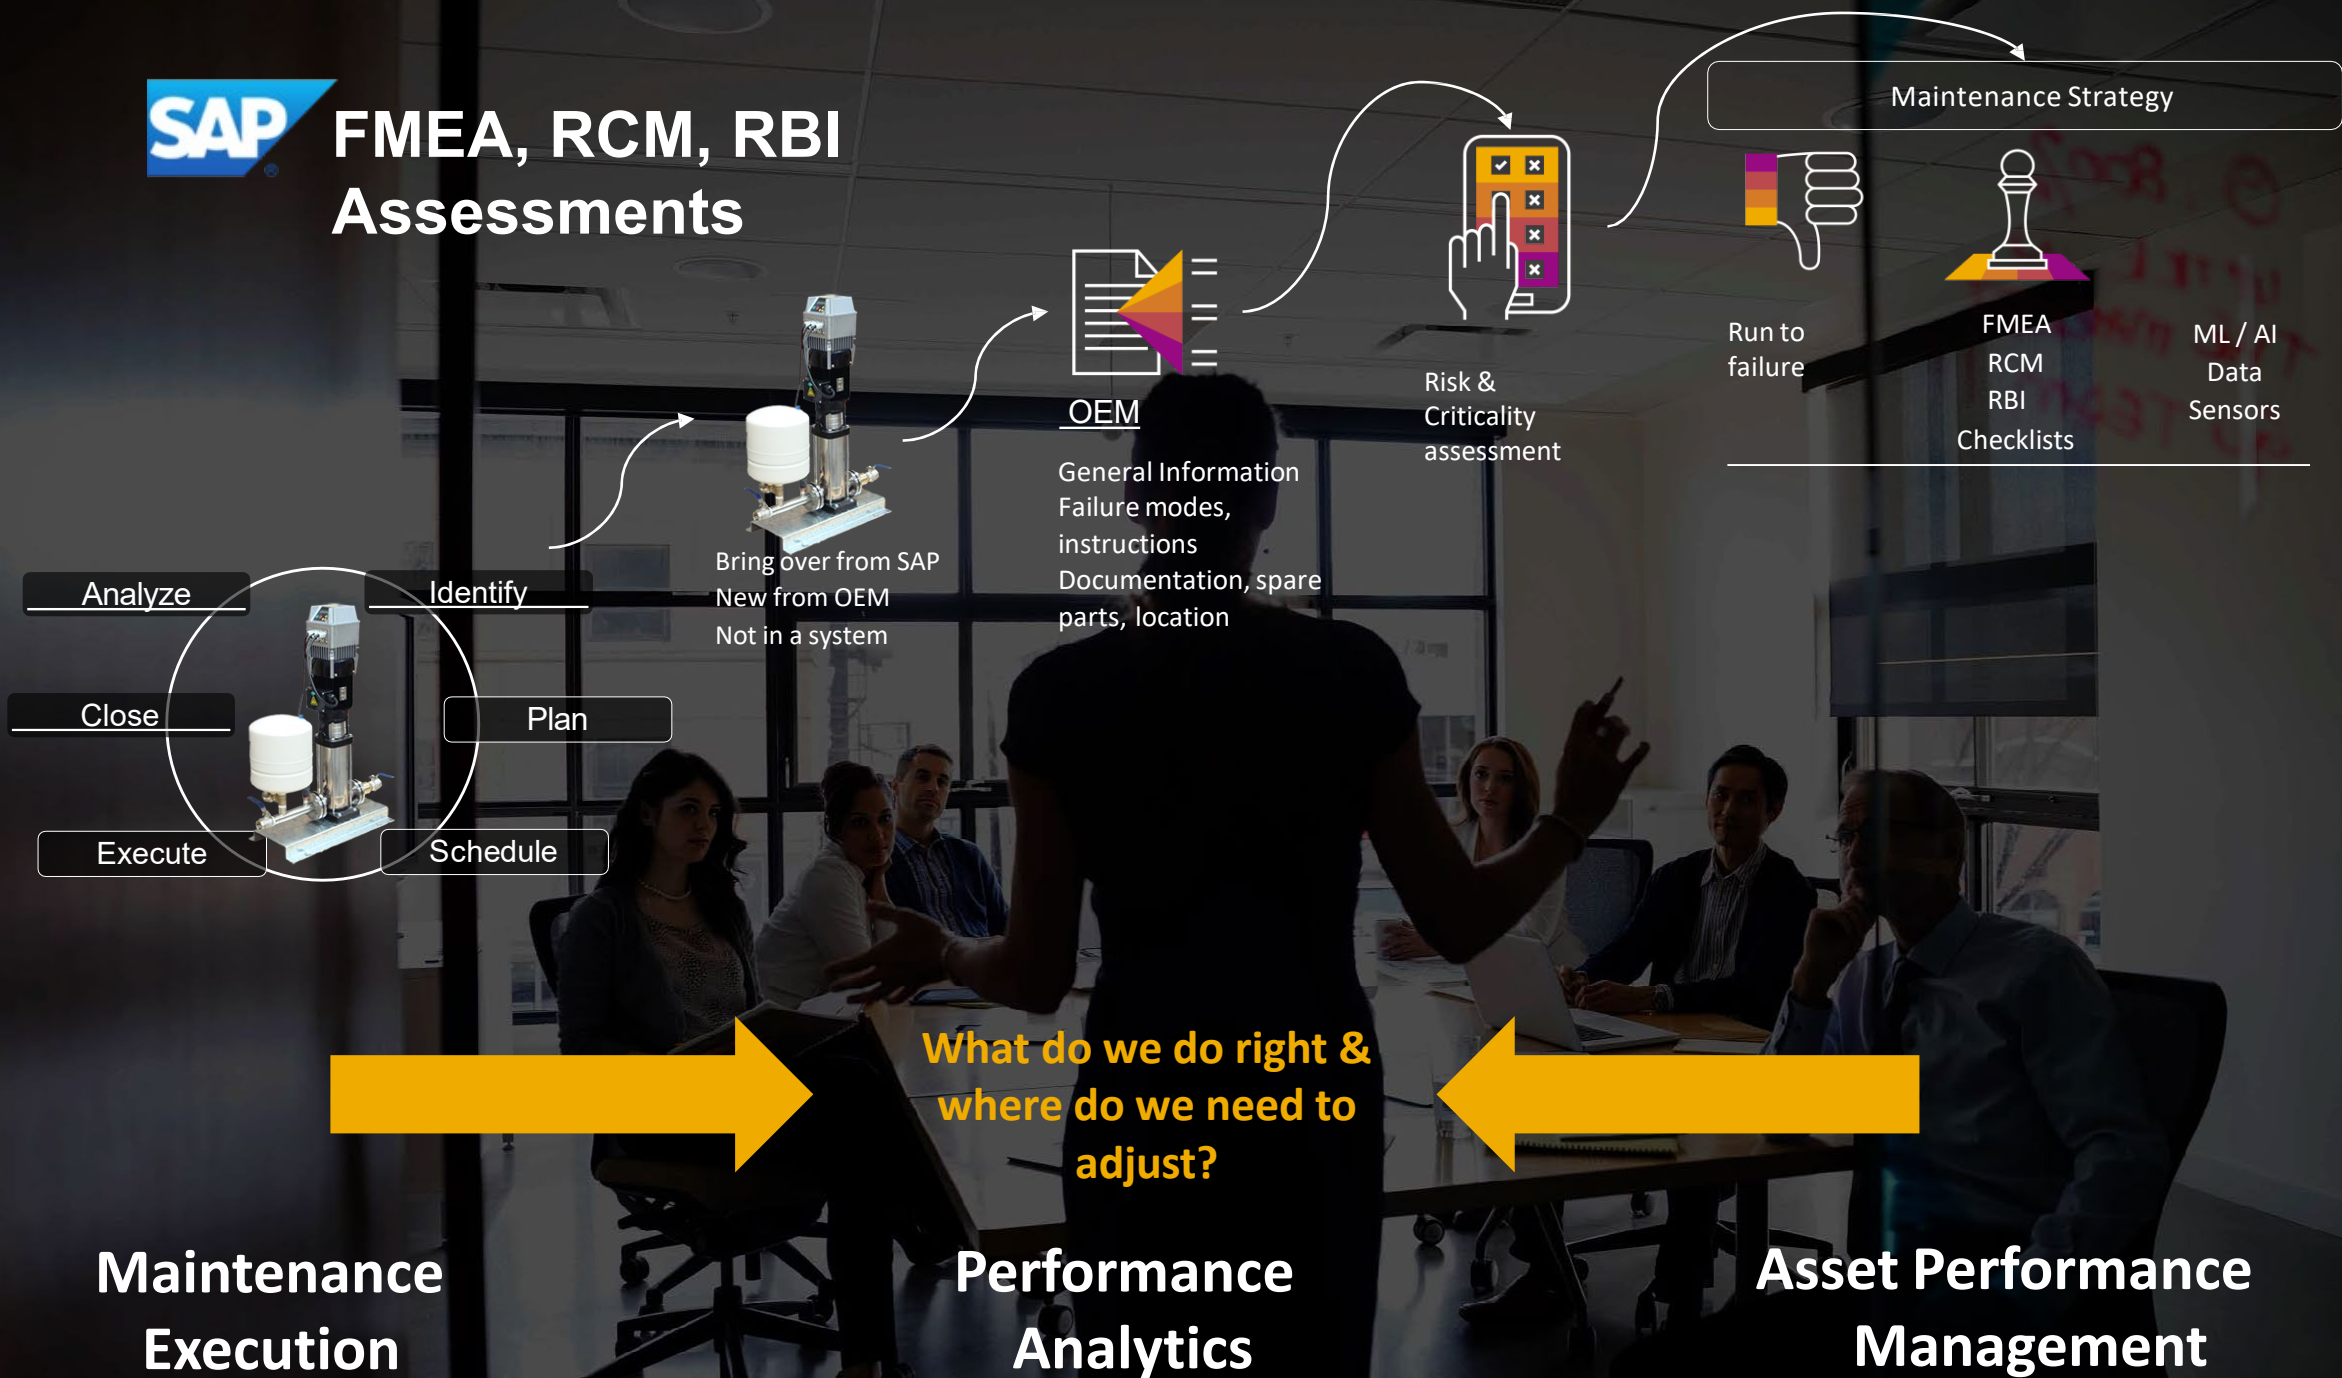 SAP
FMEA, RCM, RBI
Assessments
Maintenance Strategy
Run to
failure
FMEA
RCM
RBI
Checklists
ML / AI
Data
Sensors
Risk &
Criticality
assessment
OEM
General Information
Failure modes,
instructions
Documentation, spare
parts, location
Bring over from SAP
New from OEM
Not in a system
Analyze
Identify
Close
Plan
Execute
Schedule
What do we do right &
where do we need to
adjust?
Maintenance
Execution
Performance
Analytics
Asset Performance
Management